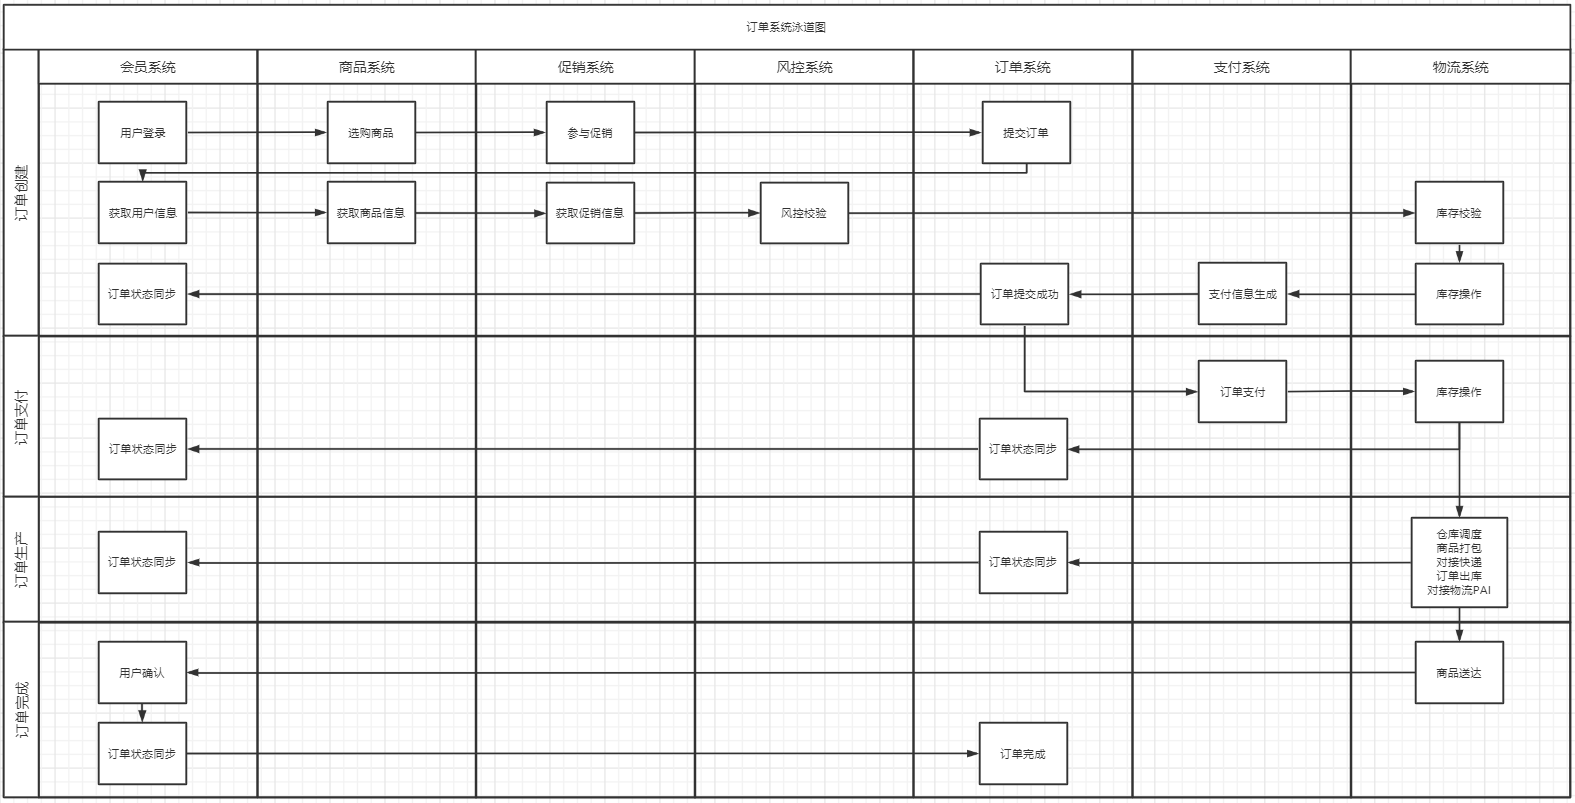 订单系统泳道图
会员系统
商品系统
促销系统
风控系统
订单系统
支付系统
物流系统
订单创建
用户登录
选购商品
参与促销
提交订单
获取用户信息
获取商品信息
获取促销信息
风控校验
库存校验
订单状态同步
订单提交成功
支付信息生成
库存操作
订单支付
订单支付
库存操作
订单状态同步
订单状态同步
订单生产
订单状态同步
订单状态同步
仓库调度
商品打包
对接快递
订单出库
对接物流PAI
订单完成
用户确认
商品送达
订单状态同步
订单完成